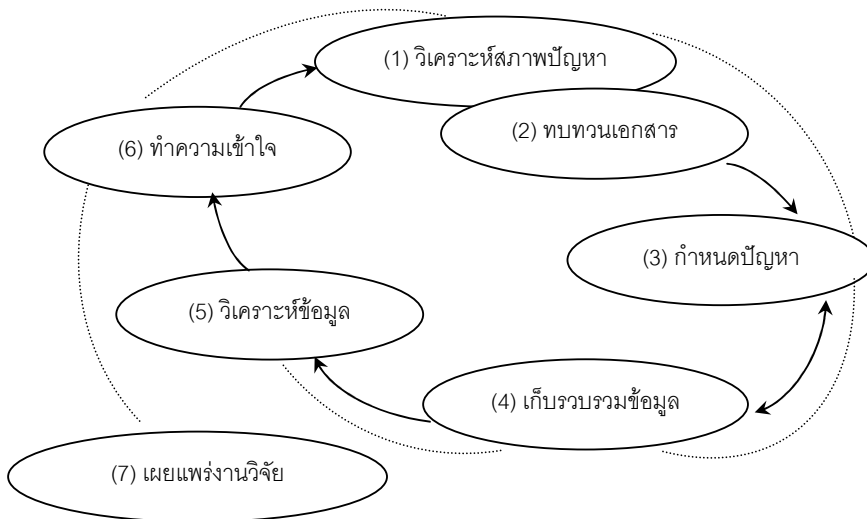 (1) วิเคราะห์สภาพปัญหา
(2) ทบทวนเอกสาร
(3) กำหนดปัญหา
(4) เก็บรวบรวมข้อมูล
(5) วิเคราะห์ข้อมูล
(6) ทำความเข้าใจ
(7) เผยแพร่งานวิจัย